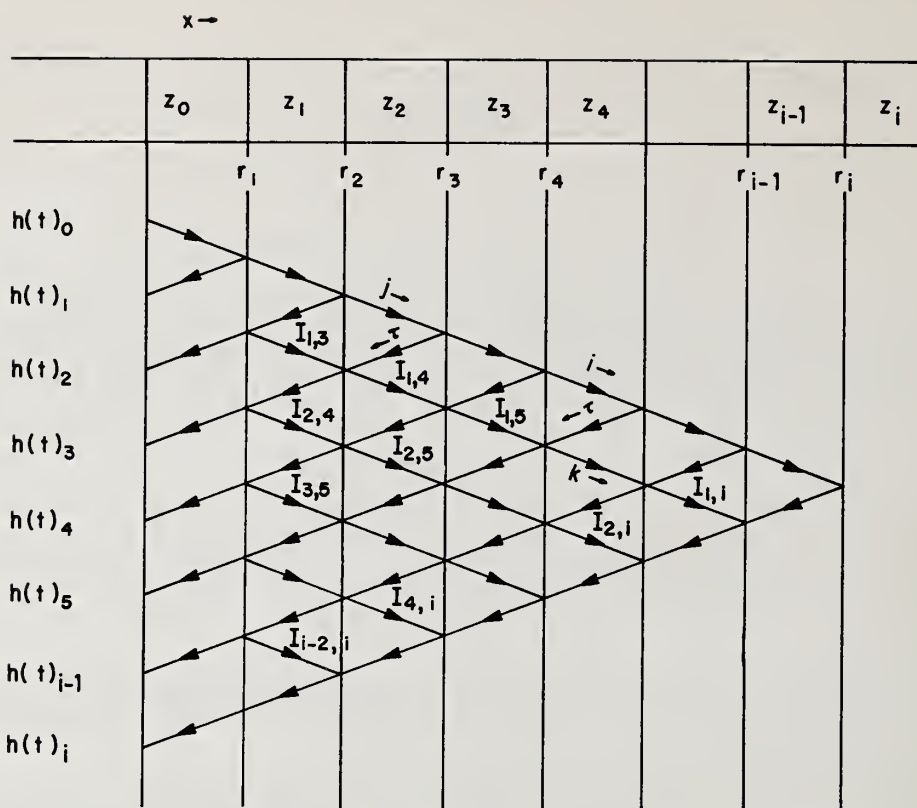 x →
z₀ z₁ z₂ z₃ z₄ zᵢ₋₁ zᵢ
r₁ r₂ r₃ r₄ rᵢ₋₁ rᵢ
h(t)₀
j →
h(t)₁
I₁,₃ ← τ
i →
h(t)₂ I₁,₄
I₂,₄ I₁,₅ ← τ
h(t)₃ I₂,₅
I₃,₅ k → I₁,ᵢ
h(t)₄ I₂,ᵢ
h(t)₅ I₄,ᵢ
Iᵢ₋₂,ᵢ
h(t)ᵢ₋₁
h(t)ᵢ